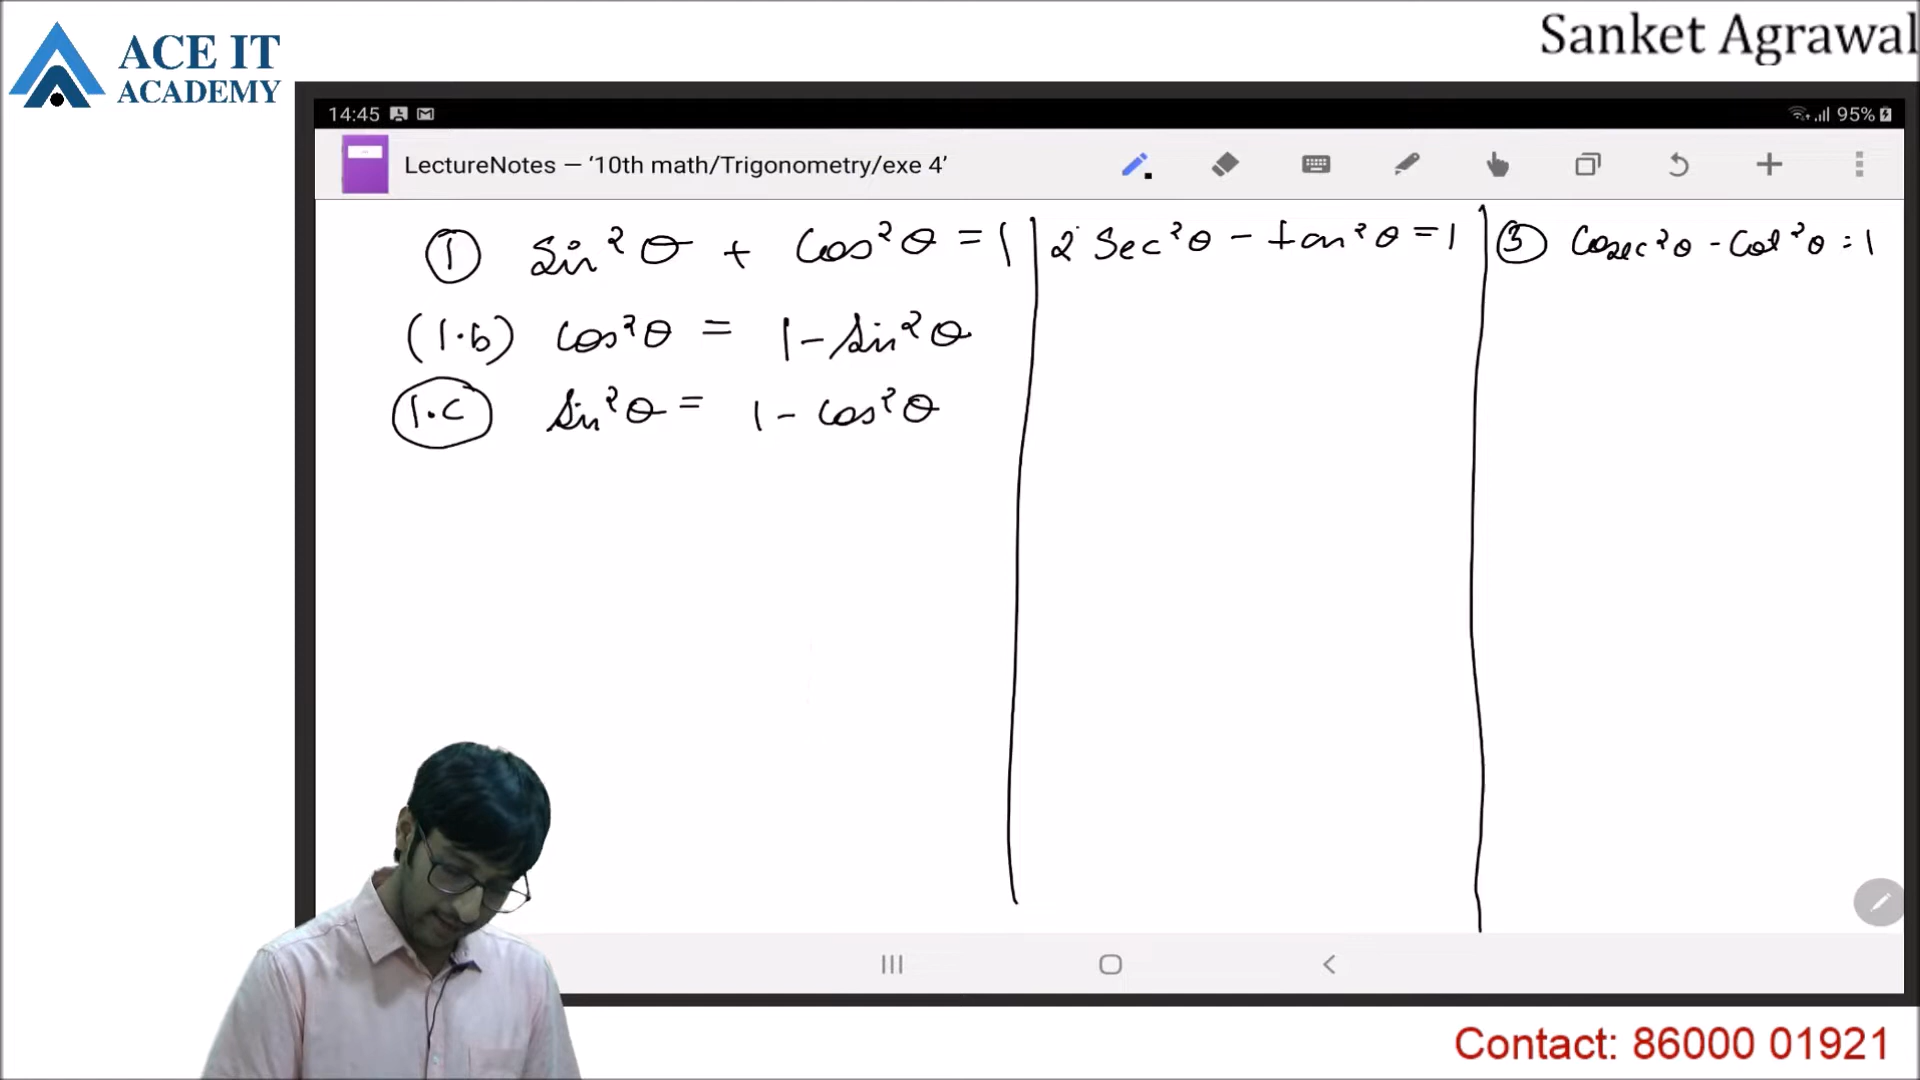 ACE IT
ACADEMY
Sanket Agrawal
14:45
95%
LectureNotes — ‘10th math/Trigonometry/exe 4’
① sin²θ + cos²θ = 1
(1.b) cos²θ = 1 - sin²θ
1.c sin²θ = 1 - cos²θ
2 sec²θ - tan²θ = 1
③ cosec²θ - cot²θ = 1
Contact: 86000 01921